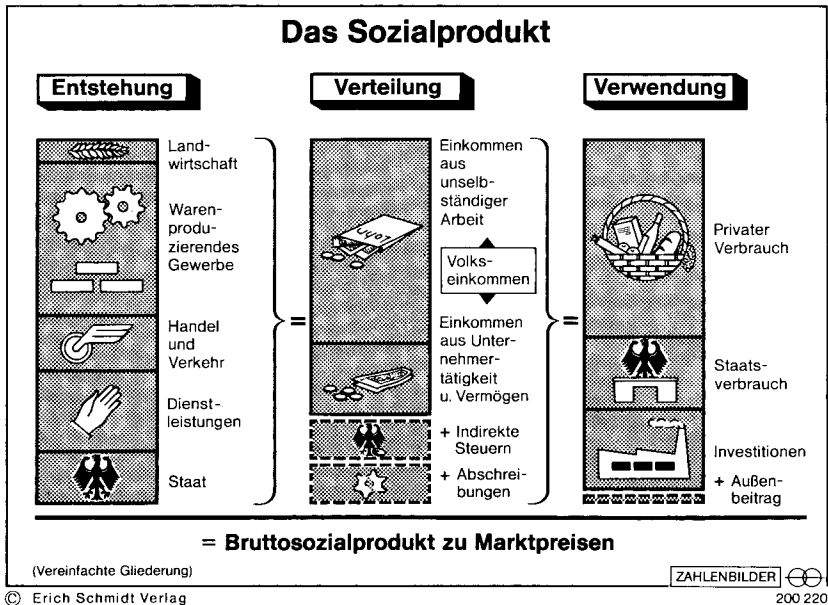 Das Sozialprodukt
Entstehung
Land-
wirtschaft
Waren-
produ-
zierendes
Gewerbe
Handel
und
Verkehr
Dienst-
leistungen
Staat
=
Verteilung
Lohn
Einkommen
aus
unselb-
ständiger
Arbeit
Volks-
einkommen
Einkommen
aus Unter-
nehmer-
tätigkeit
u. Vermögen
+ Indirekte
Steuern
+ Abschrei-
bungen
=
Verwendung
Privater
Verbrauch
Staats-
verbrauch
Investitionen
+ Außen-
beitrag
= Bruttosozialprodukt zu Marktpreisen
(Vereinfachte Gliederung)
ZAHLENBILDER
© Erich Schmidt Verlag
200 220